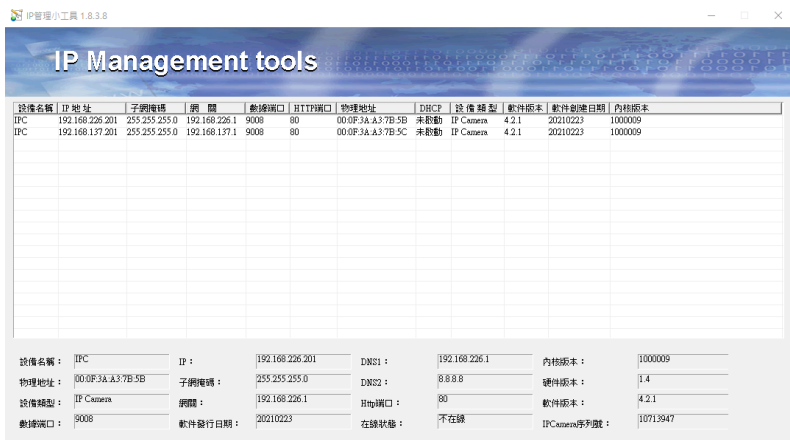 IP管理小工具 1.8.3.8
IP Management tools
設備名稱 IP 地 址 子網掩碼 網 關 數據端口 HTTP端口 物理地址 DHCP 設 備 類 型 軟件版本 軟件創建日期 內核版本
IPC 192.168.226.201 255.255.255.0 192.168.226.1 9008 80 00:0F:3A:A3:7B:5B 未啟動 IP Camera 4.2.1 20210223 1000009
IPC 192.168.137.201 255.255.255.0 192.168.137.1 9008 80 00:0F:3A:A3:7B:5C 未啟動 IP Camera 4.2.1 20210223 1000009
設備名稱： IPC IP： 192.168.226.201 DNS1： 192.168.226.1 內核版本： 1000009
物理地址： 00:0F:3A:A3:7B:5B 子網掩碼： 255.255.255.0 DNS2： 8.8.8.8 硬件版本： 1.4
設備類型： IP Camera 網關： 192.168.226.1 Http端口： 80 軟件版本： 4.2.1
數據端口： 9008 軟件發行日期： 20210223 在線狀態： 不在線 IPCamera序列號： 10713947